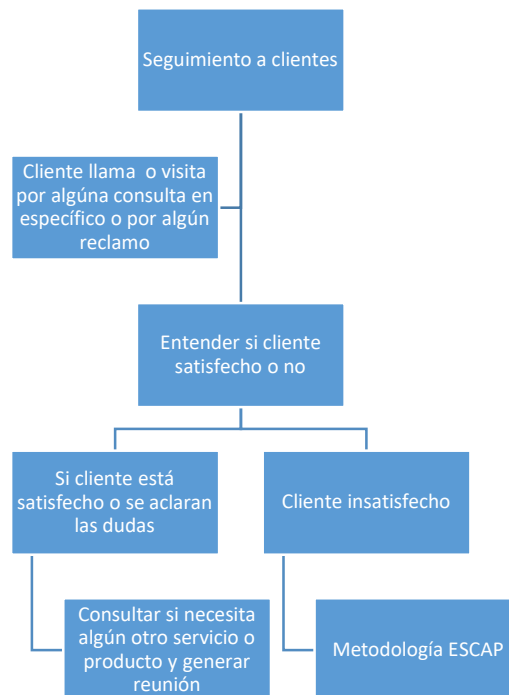 Seguimiento a clientes
Cliente llama o visita
por algúna consulta en
específico o por algún
reclamo
Entender si cliente
satisfecho o no
Si cliente está
satisfecho o se aclaran
las dudas
Cliente insatisfecho
Consultar si necesita
algún otro servicio o
producto y generar
reunión
Metodología ESCAP